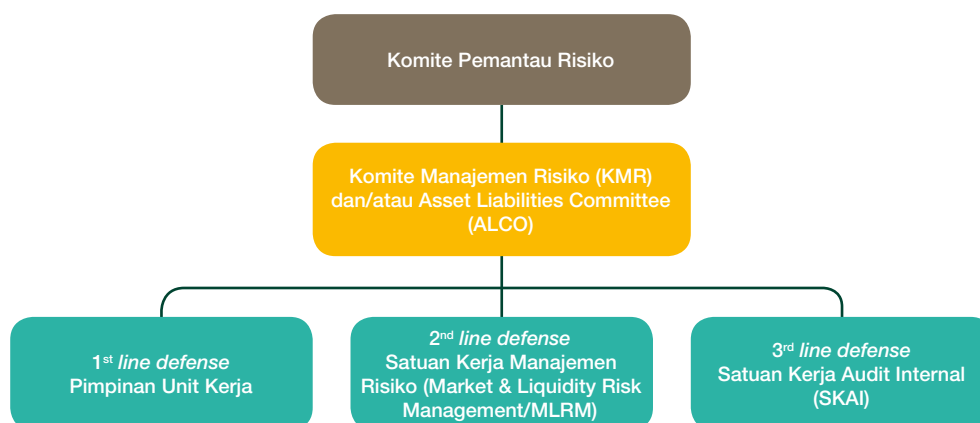 Komite Pemantau Risiko
Komite Manajemen Risiko (KMR)
dan/atau Asset Liabilities Committee
(ALCO)
1st line defense
Pimpinan Unit Kerja
2nd line defense
Satuan Kerja Manajemen
Risiko (Market & Liquidity Risk
Management/MLRM)
3rd line defense
Satuan Kerja Audit Internal
(SKAI)